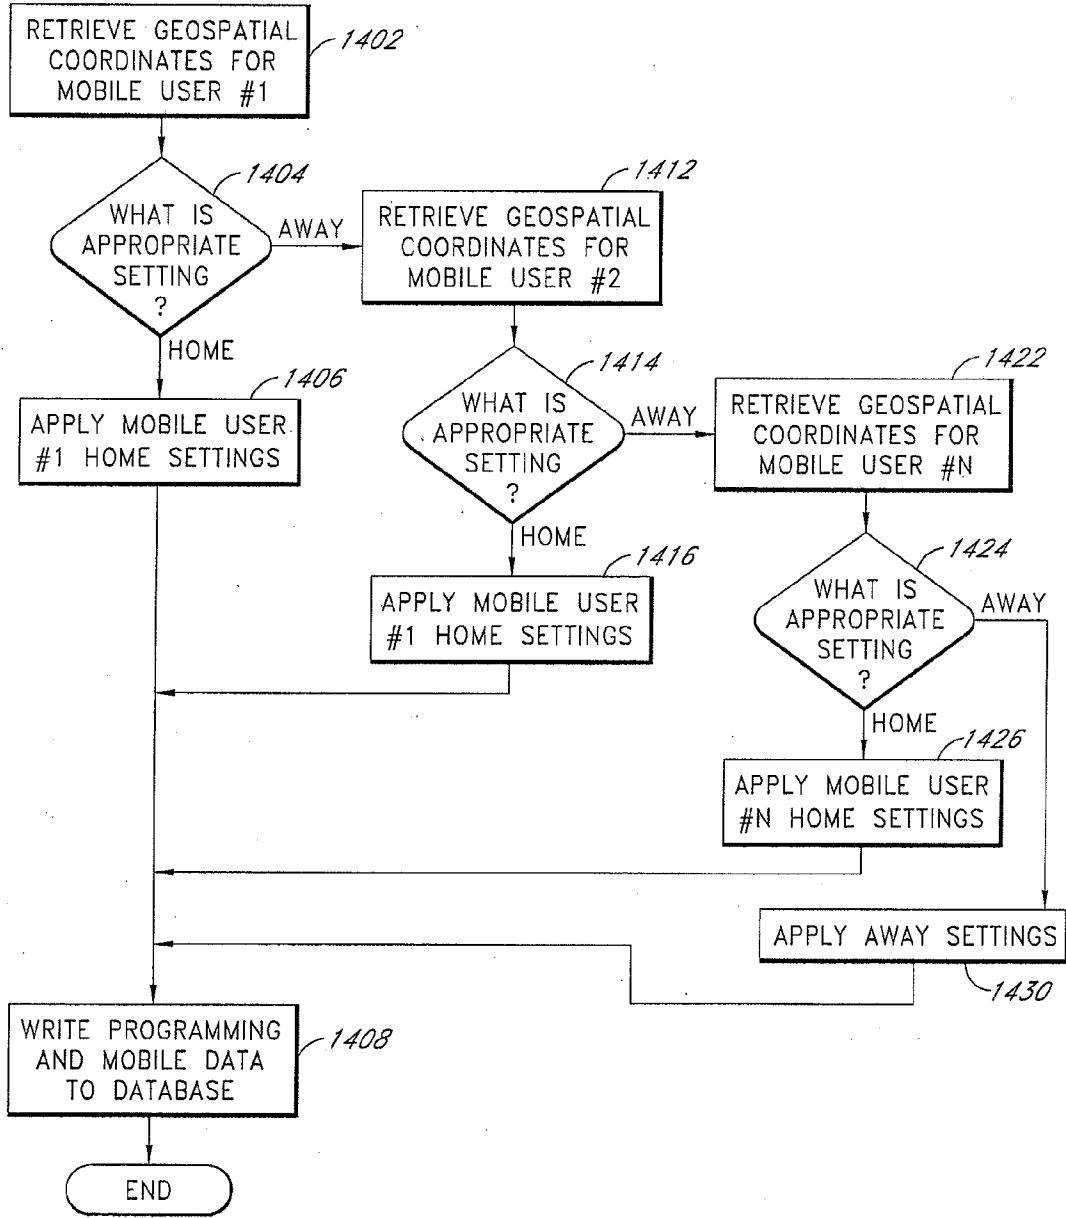 RETRIEVE GEOSPATIAL
COORDINATES FOR
MOBILE USER #1
1402
1404
WHAT IS
APPROPRIATE
SETTING
?
AWAY
HOME
1412
RETRIEVE GEOSPATIAL
COORDINATES FOR
MOBILE USER #2
1406
APPLY MOBILE USER
#1 HOME SETTINGS
1414
WHAT IS
APPROPRIATE
SETTING
?
AWAY
HOME
1422
RETRIEVE GEOSPATIAL
COORDINATES FOR
MOBILE USER #N
1416
APPLY MOBILE USER
#1 HOME SETTINGS
1424
WHAT IS
APPROPRIATE
SETTING
?
AWAY
HOME
1426
APPLY MOBILE USER
#N HOME SETTINGS
APPLY AWAY SETTINGS
1430
WRITE PROGRAMMING
AND MOBILE DATA
TO DATABASE
1408
END